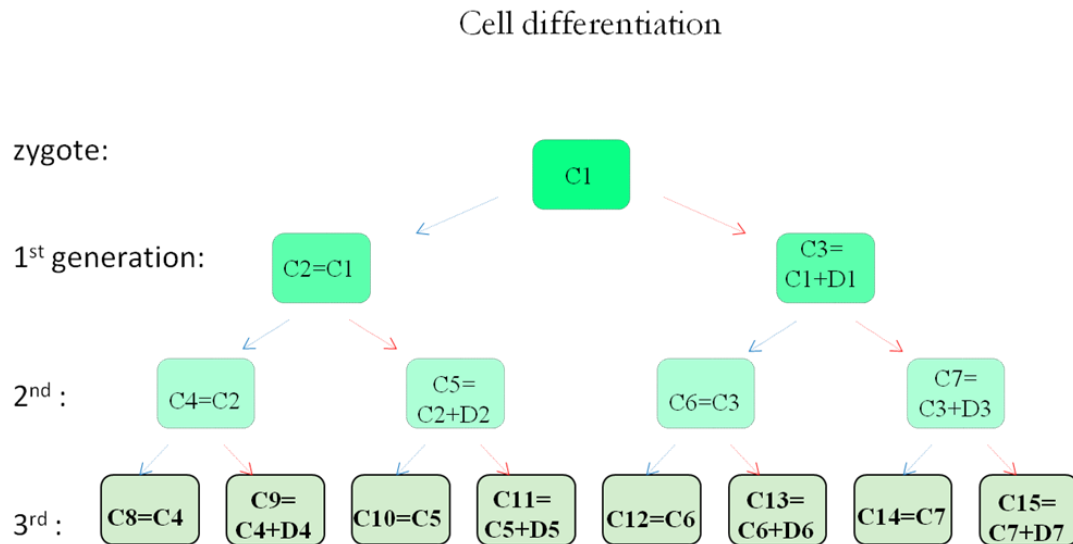 Cell differentiation
zygote:
C1
1st generation:
C2=C1
C3=
C1+D1
2nd :
C4=C2
C5=
C2+D2
C6=C3
C7=
C3+D3
3rd :
C8=C4
C9=
C4+D4
C10=C5
C11=
C5+D5
C12=C6
C13=
C6+D6
C14=C7
C15=
C7+D7